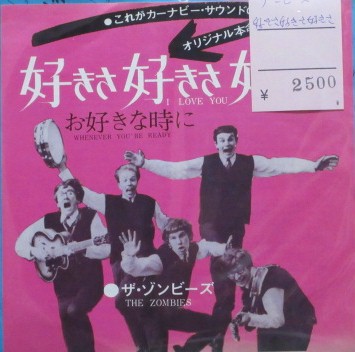 ●これがカーナビー・サウンドの
オリジナル本命
好きさ好きさ好
I LOVE YOU
お好きな時に
WHENEVER YOU'RE READY
¥ 2500
●ザ・ゾンビーズ
THE ZOMBIES